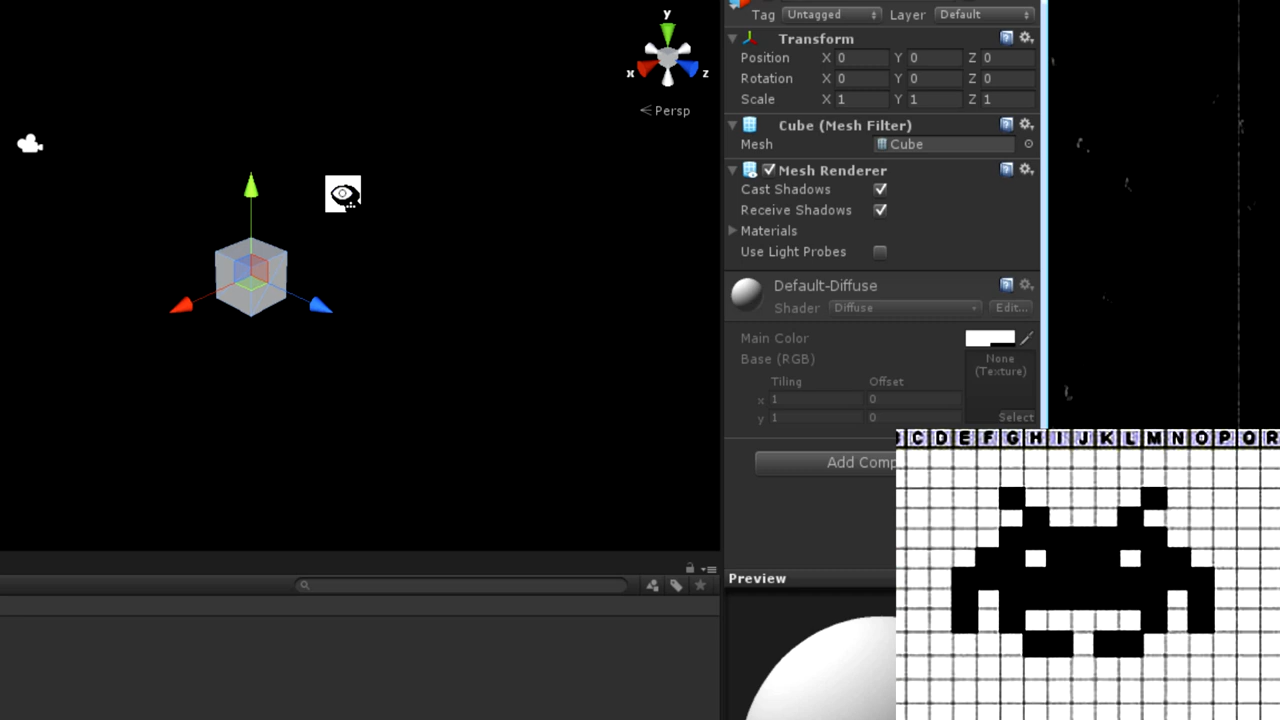 y
x z
Persp
Tag Untagged Layer Default
Transform
Position X 0 Y 0 Z 0
Rotation X 0 Y 0 Z 0
Scale X 1 Y 1 Z 1
Cube (Mesh Filter)
Mesh Cube
Mesh Renderer
Cast Shadows
Receive Shadows
Materials
Use Light Probes
Default-Diffuse
Shader Diffuse Edit...
Main Color
Base (RGB)
None
(Texture)
Tiling Offset
x 1 0
y 1 0
Select
Add Comp
Preview
C D E F G H I J K L M N O P Q R